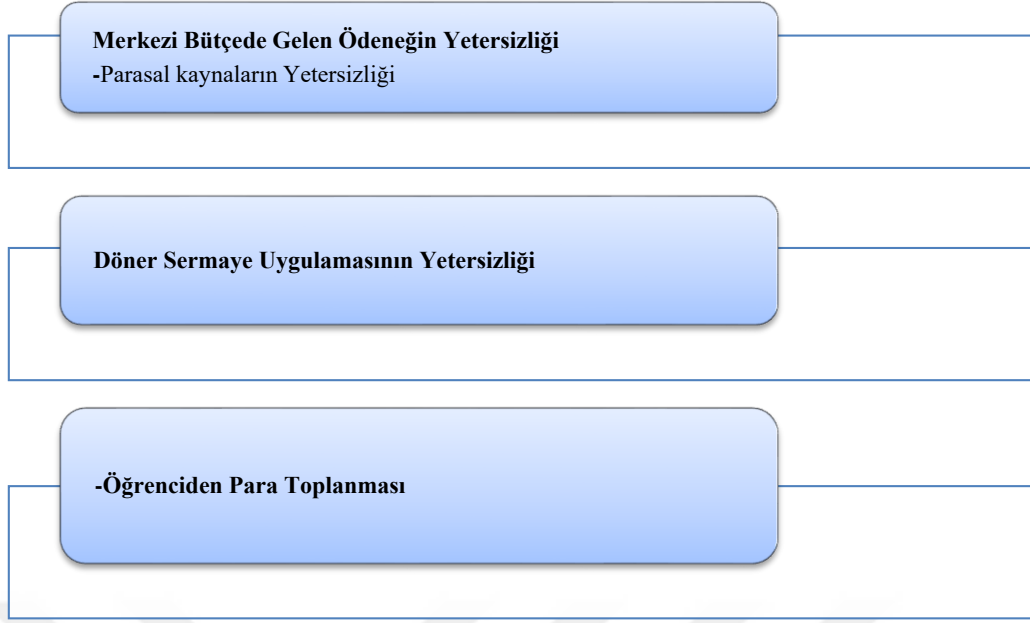 Merkezi Bütçede Gelen Ödeneğin Yetersizliği
-Parasal kaynaların Yetersizliği
Döner Sermaye Uygulamasının Yetersizliği
-Öğrenciden Para Toplanması